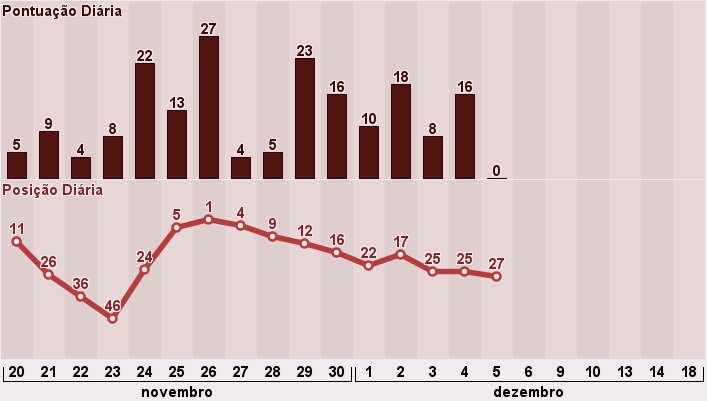 Pontuação Diária
5 9 4 8 22 13 27 4 5 23 16 10 18 8 16 0
Posição Diária
11 26 36 46 24 5 1 4 9 12 16 22 17 25 25 27
20 21 22 23 24 25 26 27 28 29 30 1 2 3 4 5 6 9 10 13 14 18
novembro dezembro